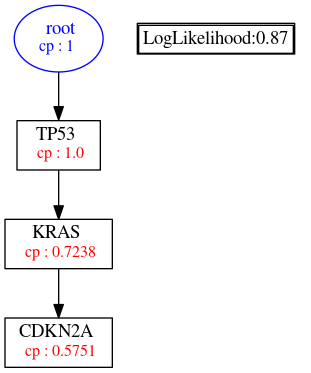 root
cp : 1
LogLikelihood:0.87
TP53
cp : 1.0
KRAS
cp : 0.7238
CDKN2A
cp : 0.5751